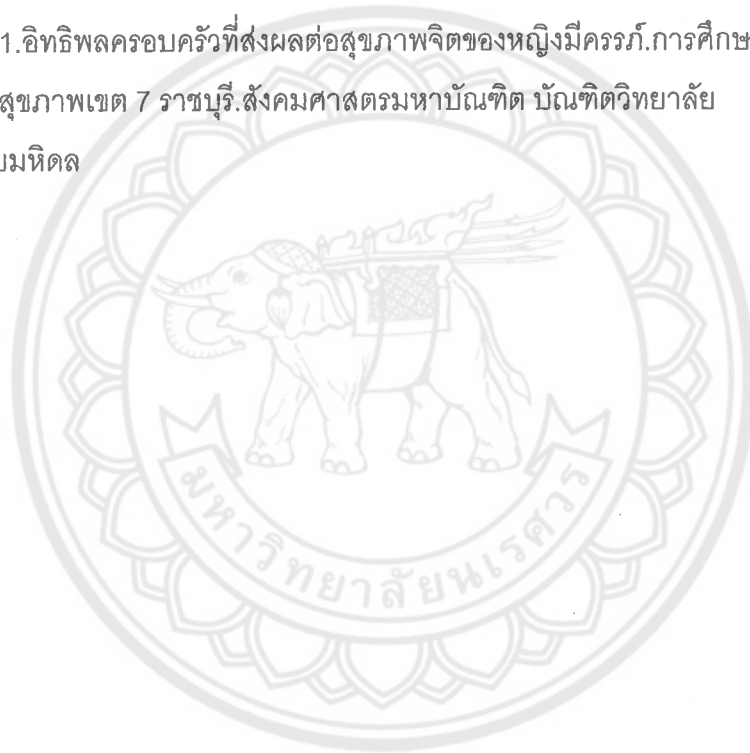 1.อิทธิพลครอบครัวที่ส่งผลต่อสุขภาพจิตของหญิงมีครรภ์.การศึกษ
สุขภาพเขต 7 ราชบุรี.สังคมศาสตรมหาบัณฑิต บัณฑิตวิทยาลัย
ยมหิดล
มหาวิทยาลัยนเรศวร